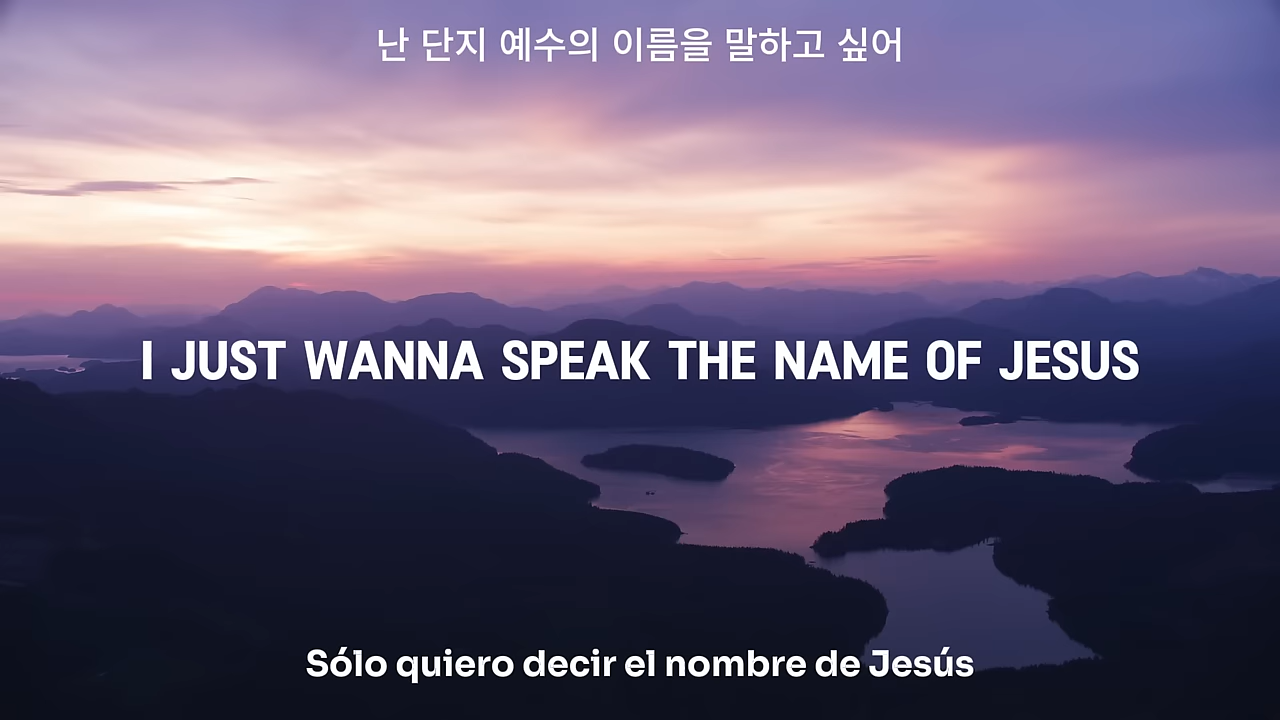 난 단지 예수의 이름을 말하고 싶어
I JUST WANNA SPEAK THE NAME OF JESUS
Sólo quiero decir el nombre de Jesús